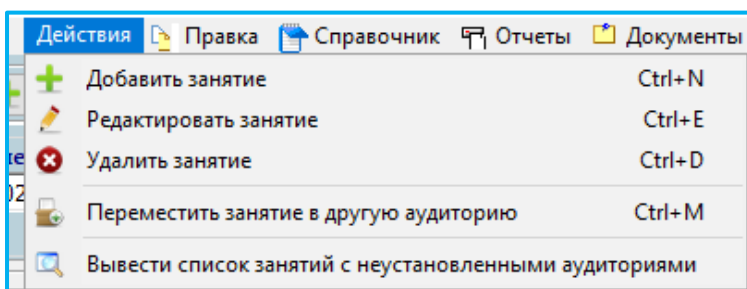 Действия Правка Справочник Отчеты Документы
Добавить занятие Ctrl+N
Редактировать занятие Ctrl+E
Удалить занятие Ctrl+D
Переместить занятие в другую аудиторию Ctrl+M
Вывести список занятий с неустановленными аудиториями